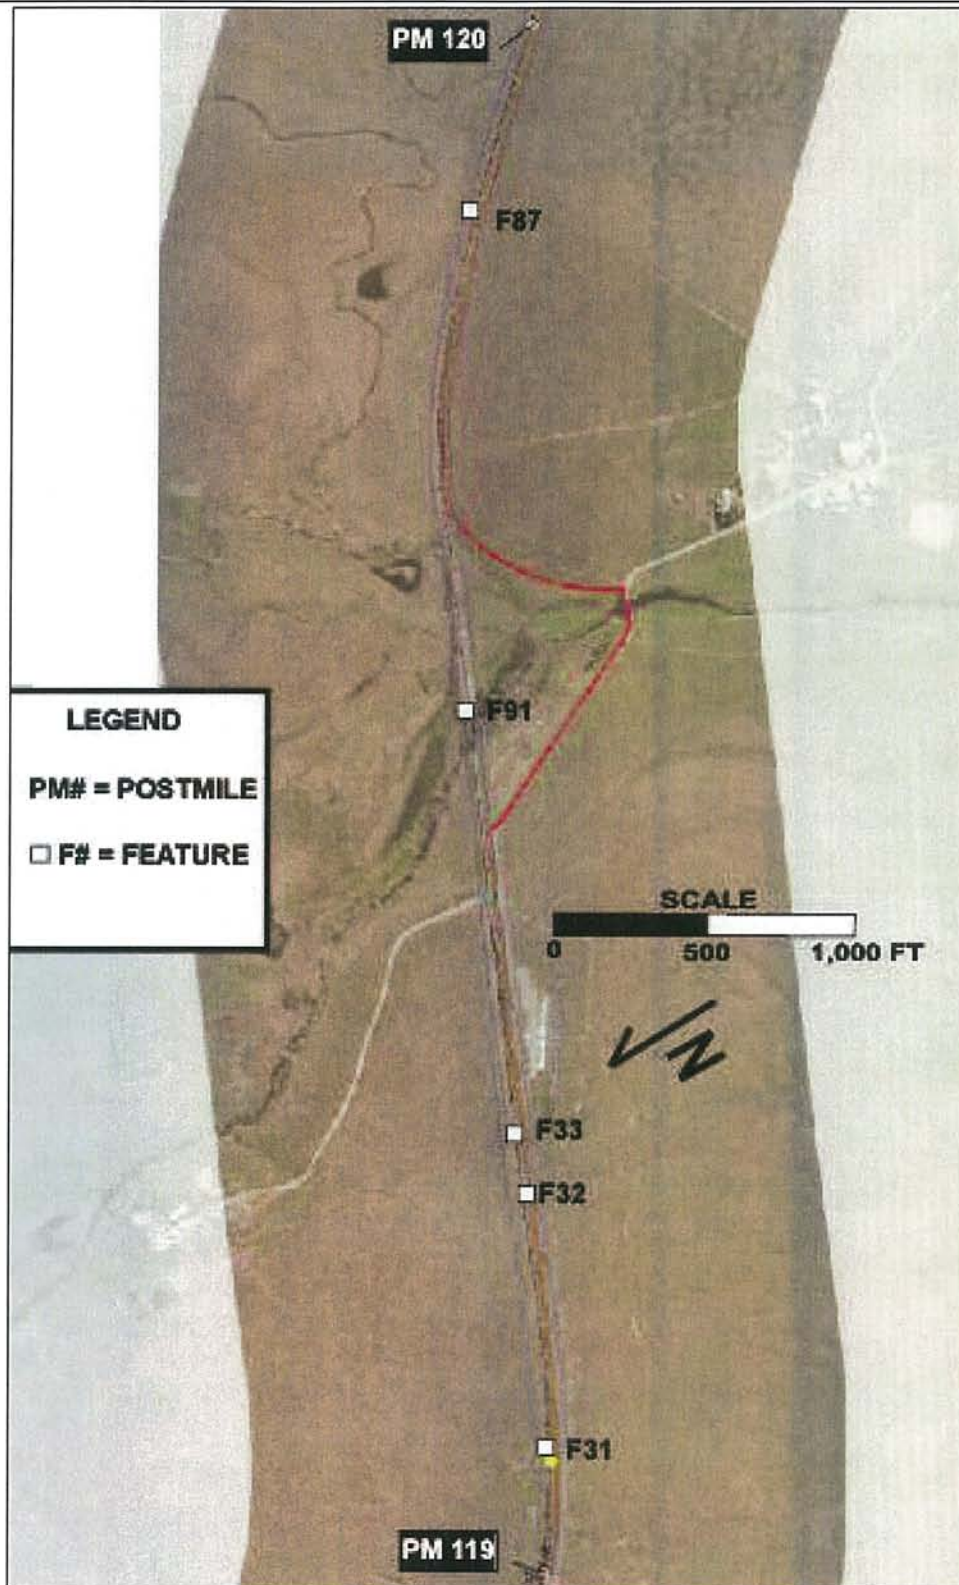 PM 120
F87
F91
LEGEND
PM# = POSTMILE
F# = FEATURE
SCALE
0 500 1,000 FT
N
F33
F32
F31
PM 119